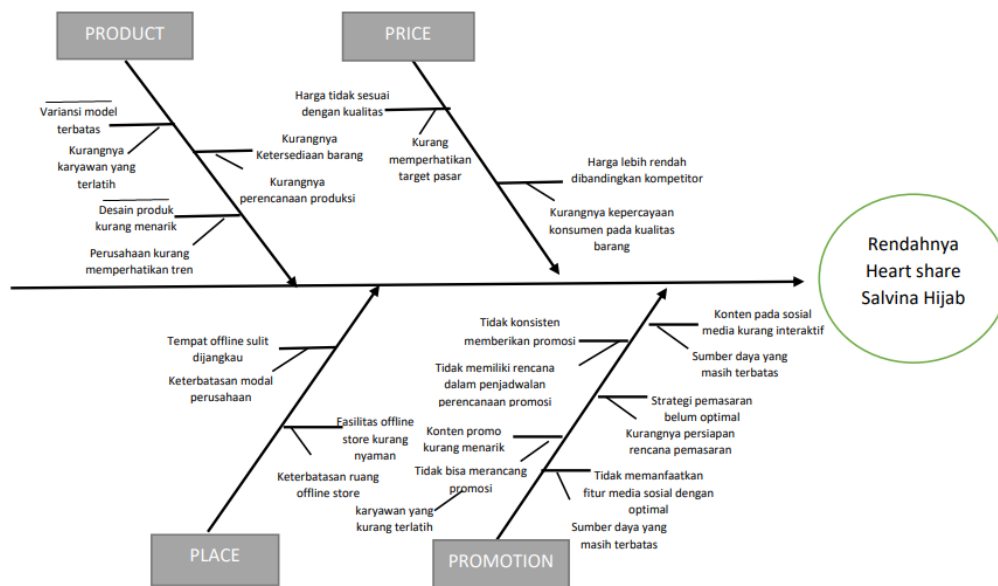 PRODUCT
PRICE
Variansi model
terbatas
Kurangnya
karyawan yang
terlatih
Kurangnya
Ketersediaan barang
Kurangnya
perencanaan produksi
Desain produk
kurang menarik
Perusahaan kurang
memperhatikan tren
Harga tidak sesuai
dengan kualitas
Kurang
memperhatikan
target pasar
Harga lebih rendah
dibandingkan kompetitor
Kurangnya kepercayaan
konsumen pada kualitas
barang
Rendahnya
Heart share
Salvina Hijab
Tempat offline sulit
dijangkau
Keterbatasan modal
perusahaan
Fasilitas offline
store kurang
nyaman
Keterbatasan ruang
offline store
Tidak konsisten
memberikan promosi
Tidak memiliki rencana
dalam penjadwalan
perencanaan promosi
Konten promo
kurang menarik
Tidak bisa merancang
promosi
karyawan yang
kurang terlatih
Konten pada sosial
media kurang interaktif
Sumber daya yang
masih terbatas
Strategi pemasaran
belum optimal
Kurangnya persiapan
rencana pemasaran
Tidak memanfaatkan
fitur media sosial dengan
optimal
Sumber daya yang
masih terbatas
PLACE
PROMOTION